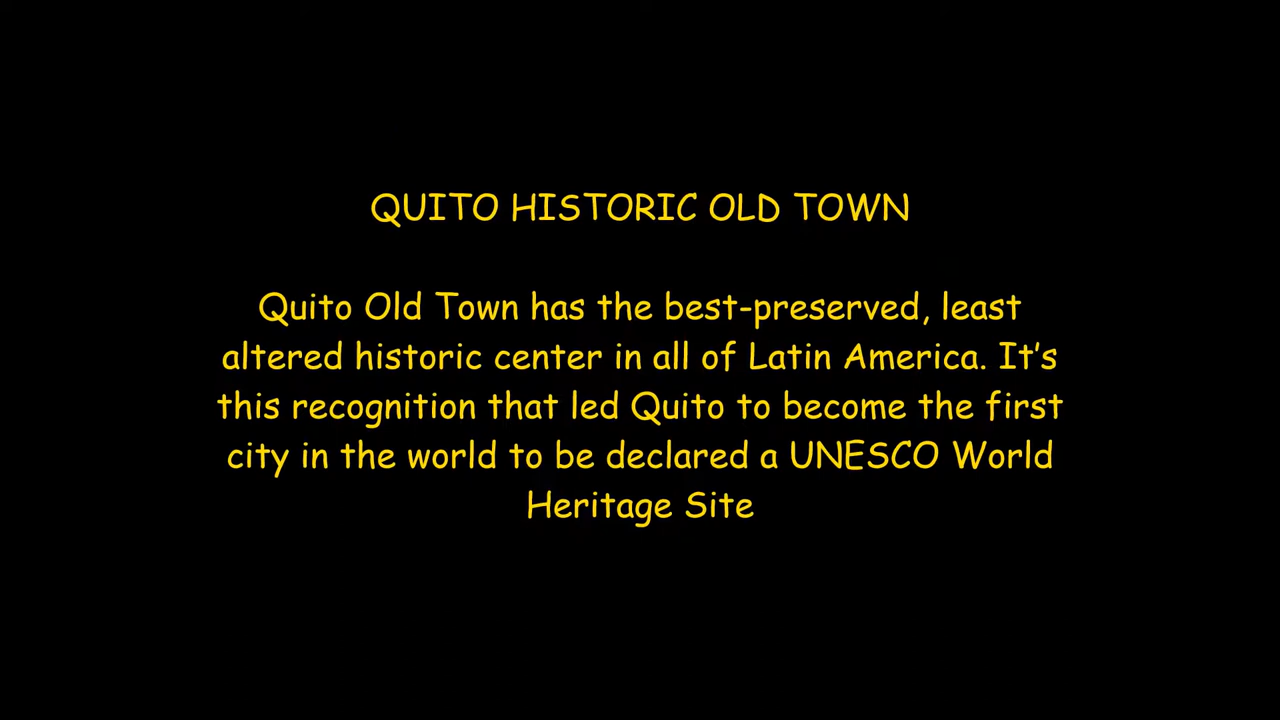 QUITO HISTORIC OLD TOWN
Quito Old Town has the best-preserved, least
altered historic center in all of Latin America. It’s
this recognition that led Quito to become the first
city in the world to be declared a UNESCO World
Heritage Site